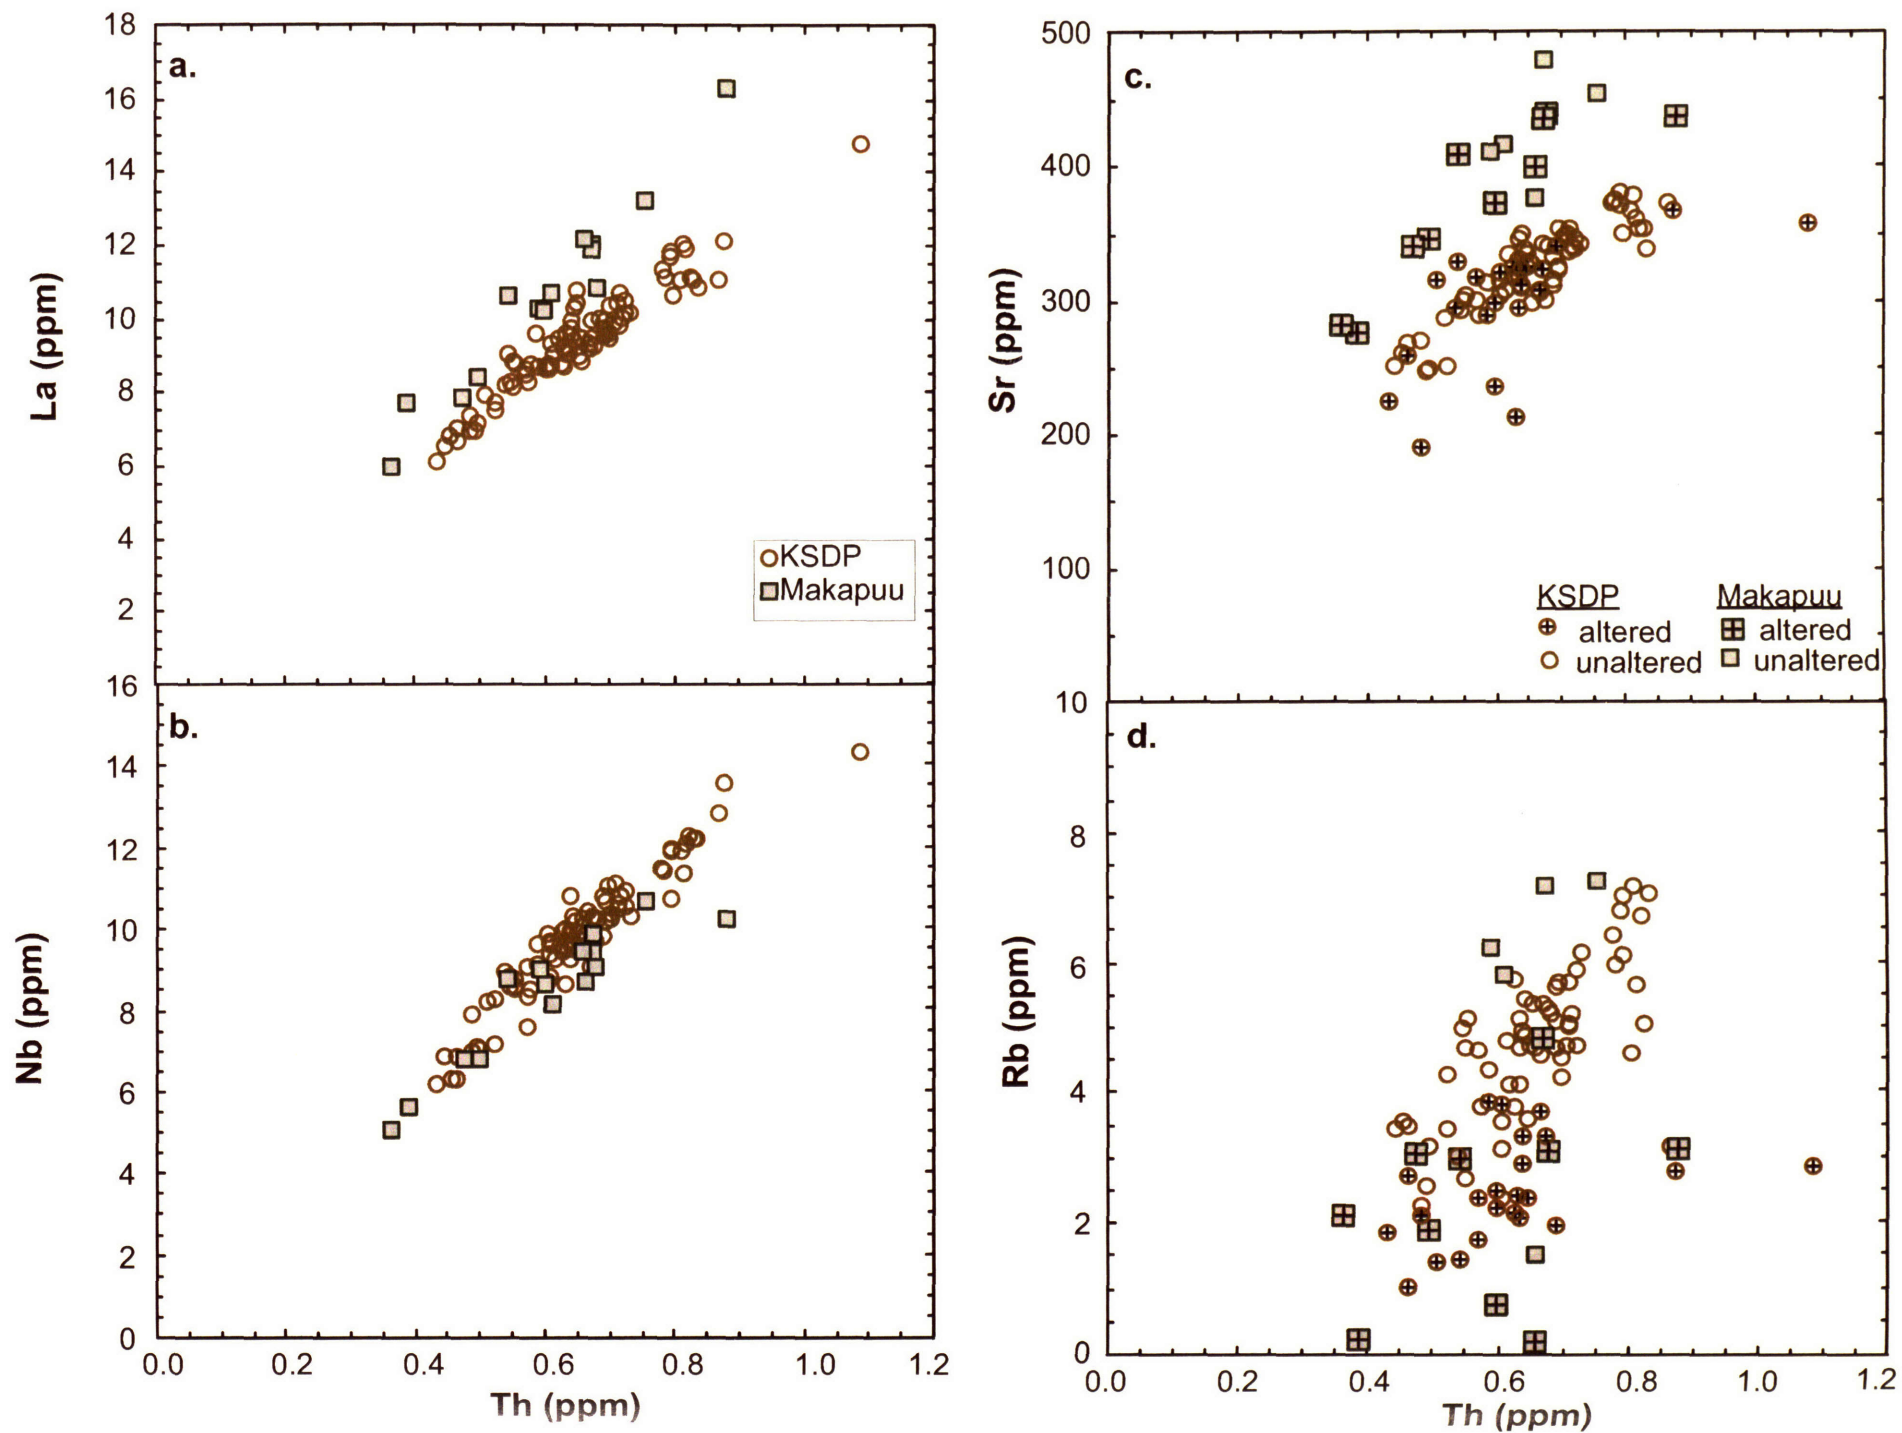 a.
18
16
14
12
10
8
6
4
2
La (ppm)
KSDP
Makapuu
b.
16
14
12
10
8
6
4
2
0
Nb (ppm)
0.0 0.2 0.4 0.6 0.8 1.0 1.2
Th (ppm)
c.
500
400
300
200
100
Sr (ppm)
KSDP Makapuu
altered altered
unaltered unaltered
d.
10
8
6
4
2
0
Rb (ppm)
0.0 0.2 0.4 0.6 0.8 1.0 1.2
Th (ppm)